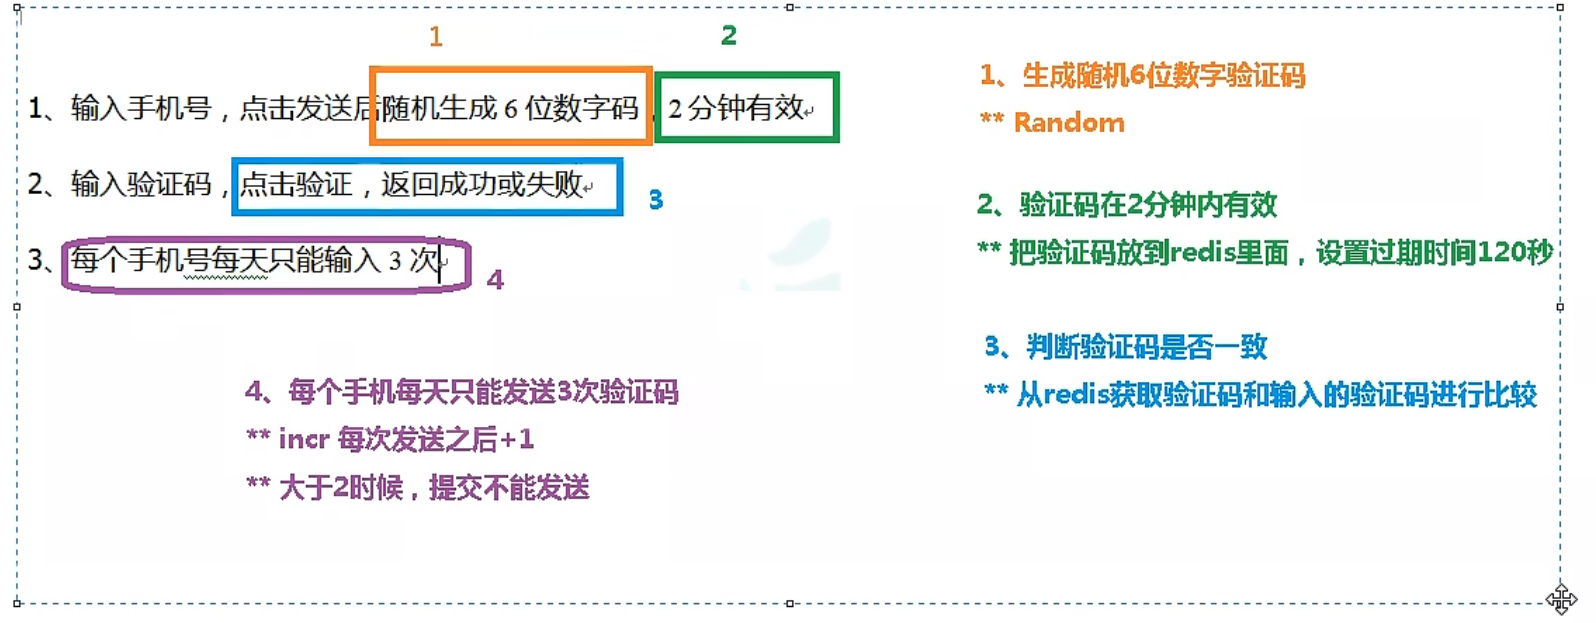 1
2
1、输入手机号，点击发送后随机生成 6 位数字码，2 分钟有效
2、输入验证码，点击验证，返回成功或失败
3
3、每个手机号每天只能输入 3 次
4
1、生成随机6位数字验证码
** Random
2、验证码在2分钟内有效
** 把验证码放到redis里面，设置过期时间120秒
3、判断验证码是否一致
** 从redis获取验证码和输入的验证码进行比较
4、每个手机每天只能发送3次验证码
** incr 每次发送之后+1
** 大于2时候，提交不能发送